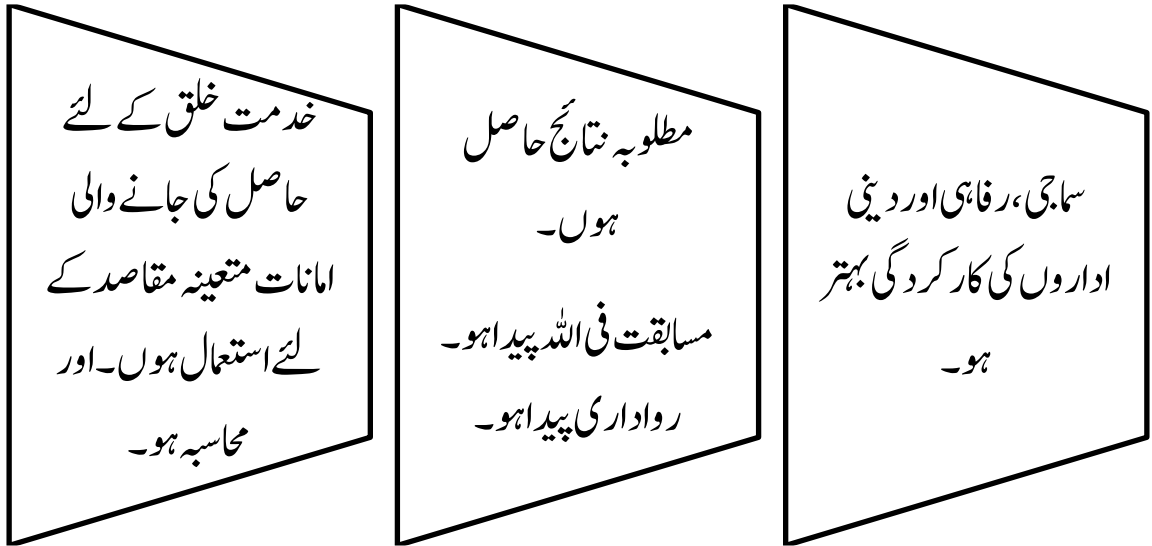 سماجی، رفاہی اور دینی
اداروں کی کارکردگی بہتر
ہو۔
مطلوبہ نتائج حاصل
ہوں۔
مسابقت فی اللہ پیدا ہو۔
رواداری پیدا ہو۔
خدمت خلق کے لئے
حاصل کی جانے والی
امانات متعینہ مقاصد کے
لئے استعمال ہوں۔ اور
محاسبہ ہو۔